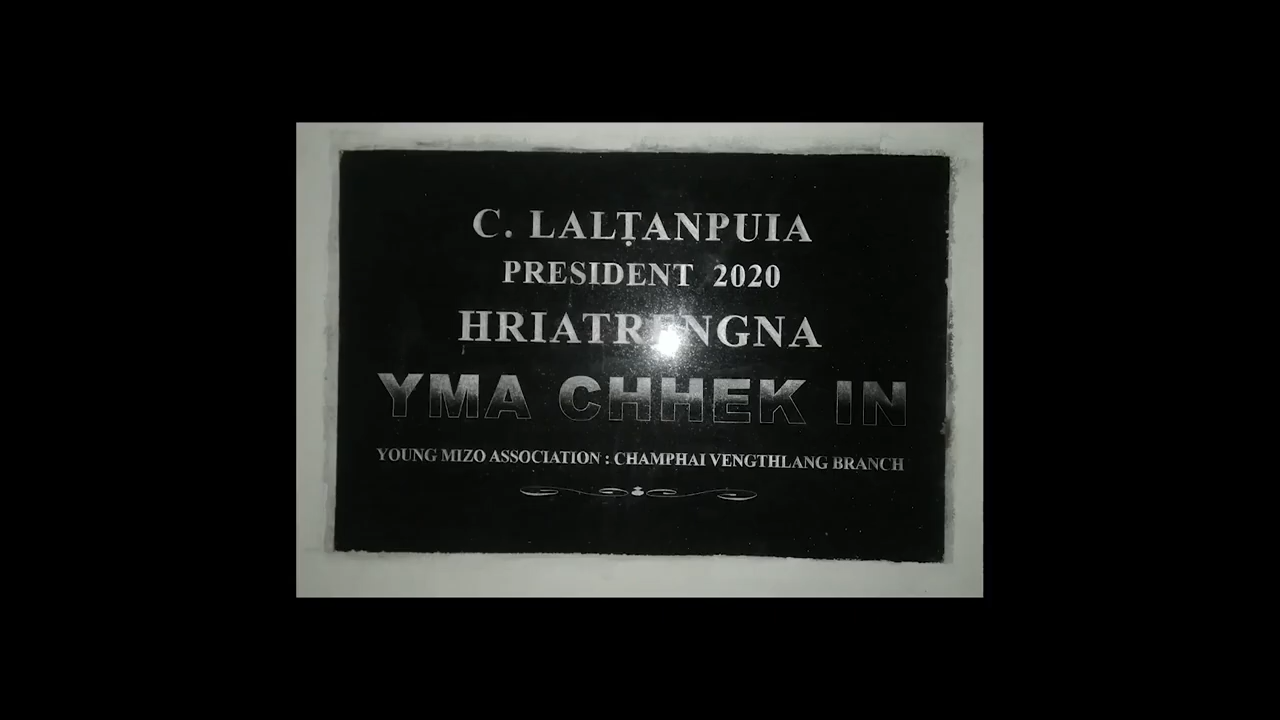 C. LALṬANPUIA
PRESIDENT 2020
HRIATRENGNA
YMA CHHEK IN
YOUNG MIZO ASSOCIATION : CHAMPHAI VENGTHLANG BRANCH